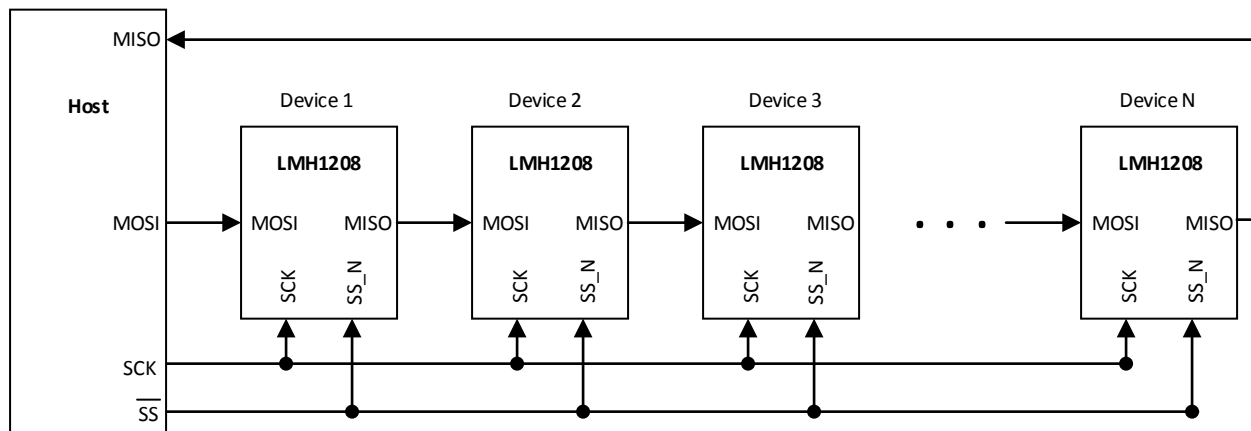 MISO
Host
MOSI
SCK
S̅S̅
Device 1
LMH1208
MOSI MISO
SCK SS_N
Device 2
LMH1208
MOSI MISO
SCK SS_N
Device 3
LMH1208
MOSI MISO
SCK SS_N
. . .
Device N
LMH1208
MOSI MISO
SCK SS_N